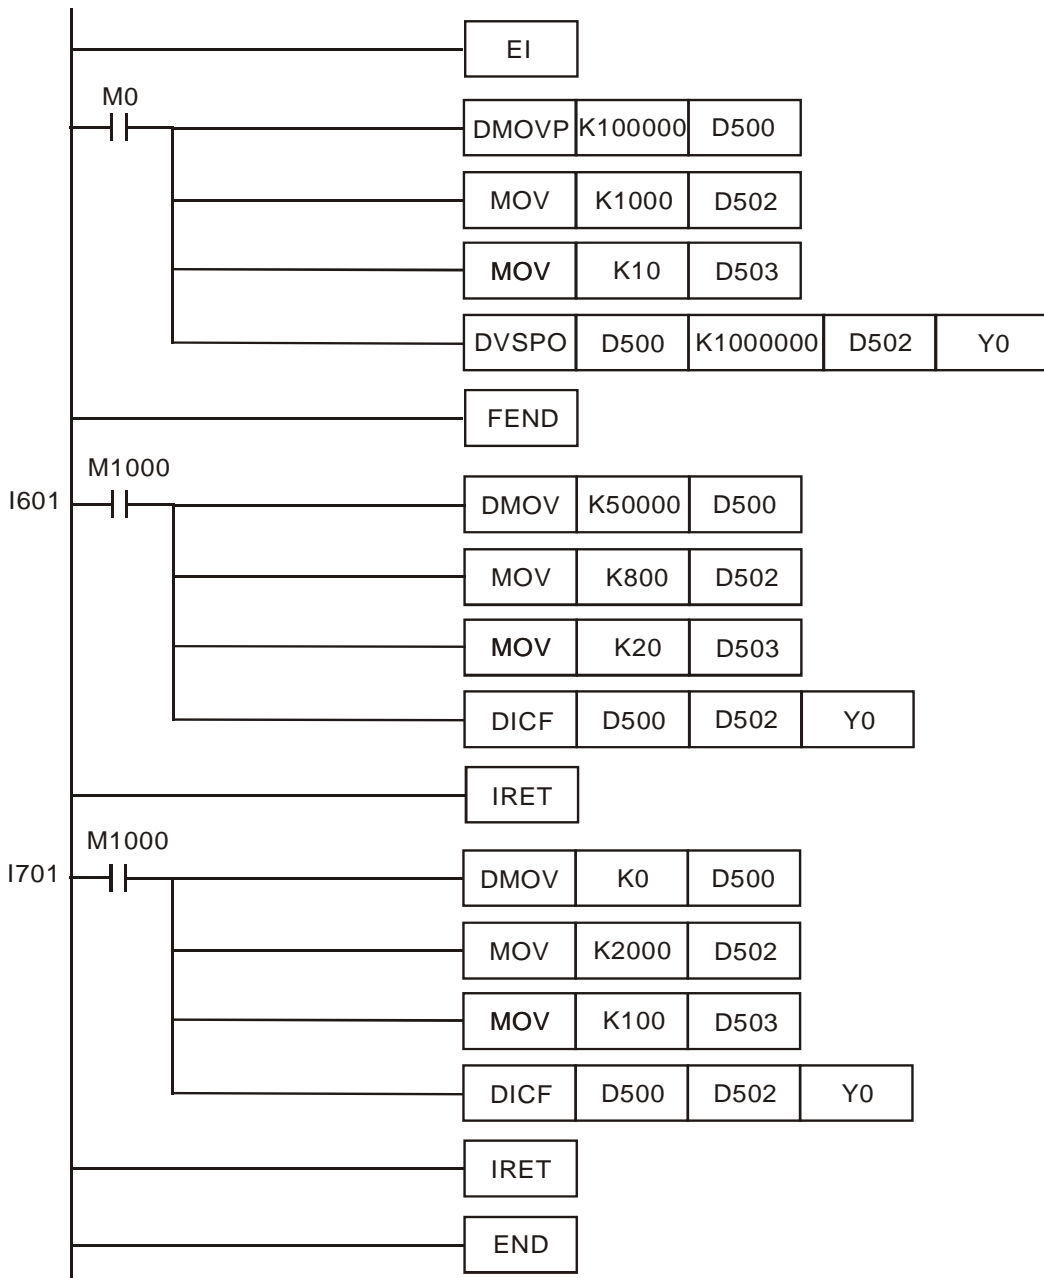 EI
M0
DMOVP K100000 D500
MOV K1000 D502
MOV K10 D503
DVSPO D500 K1000000 D502 Y0
FEND
M1000
I601
DMOV K50000 D500
MOV K800 D502
MOV K20 D503
DICF D500 D502 Y0
IRET
M1000
I701
DMOV K0 D500
MOV K2000 D502
MOV K100 D503
DICF D500 D502 Y0
IRET
END